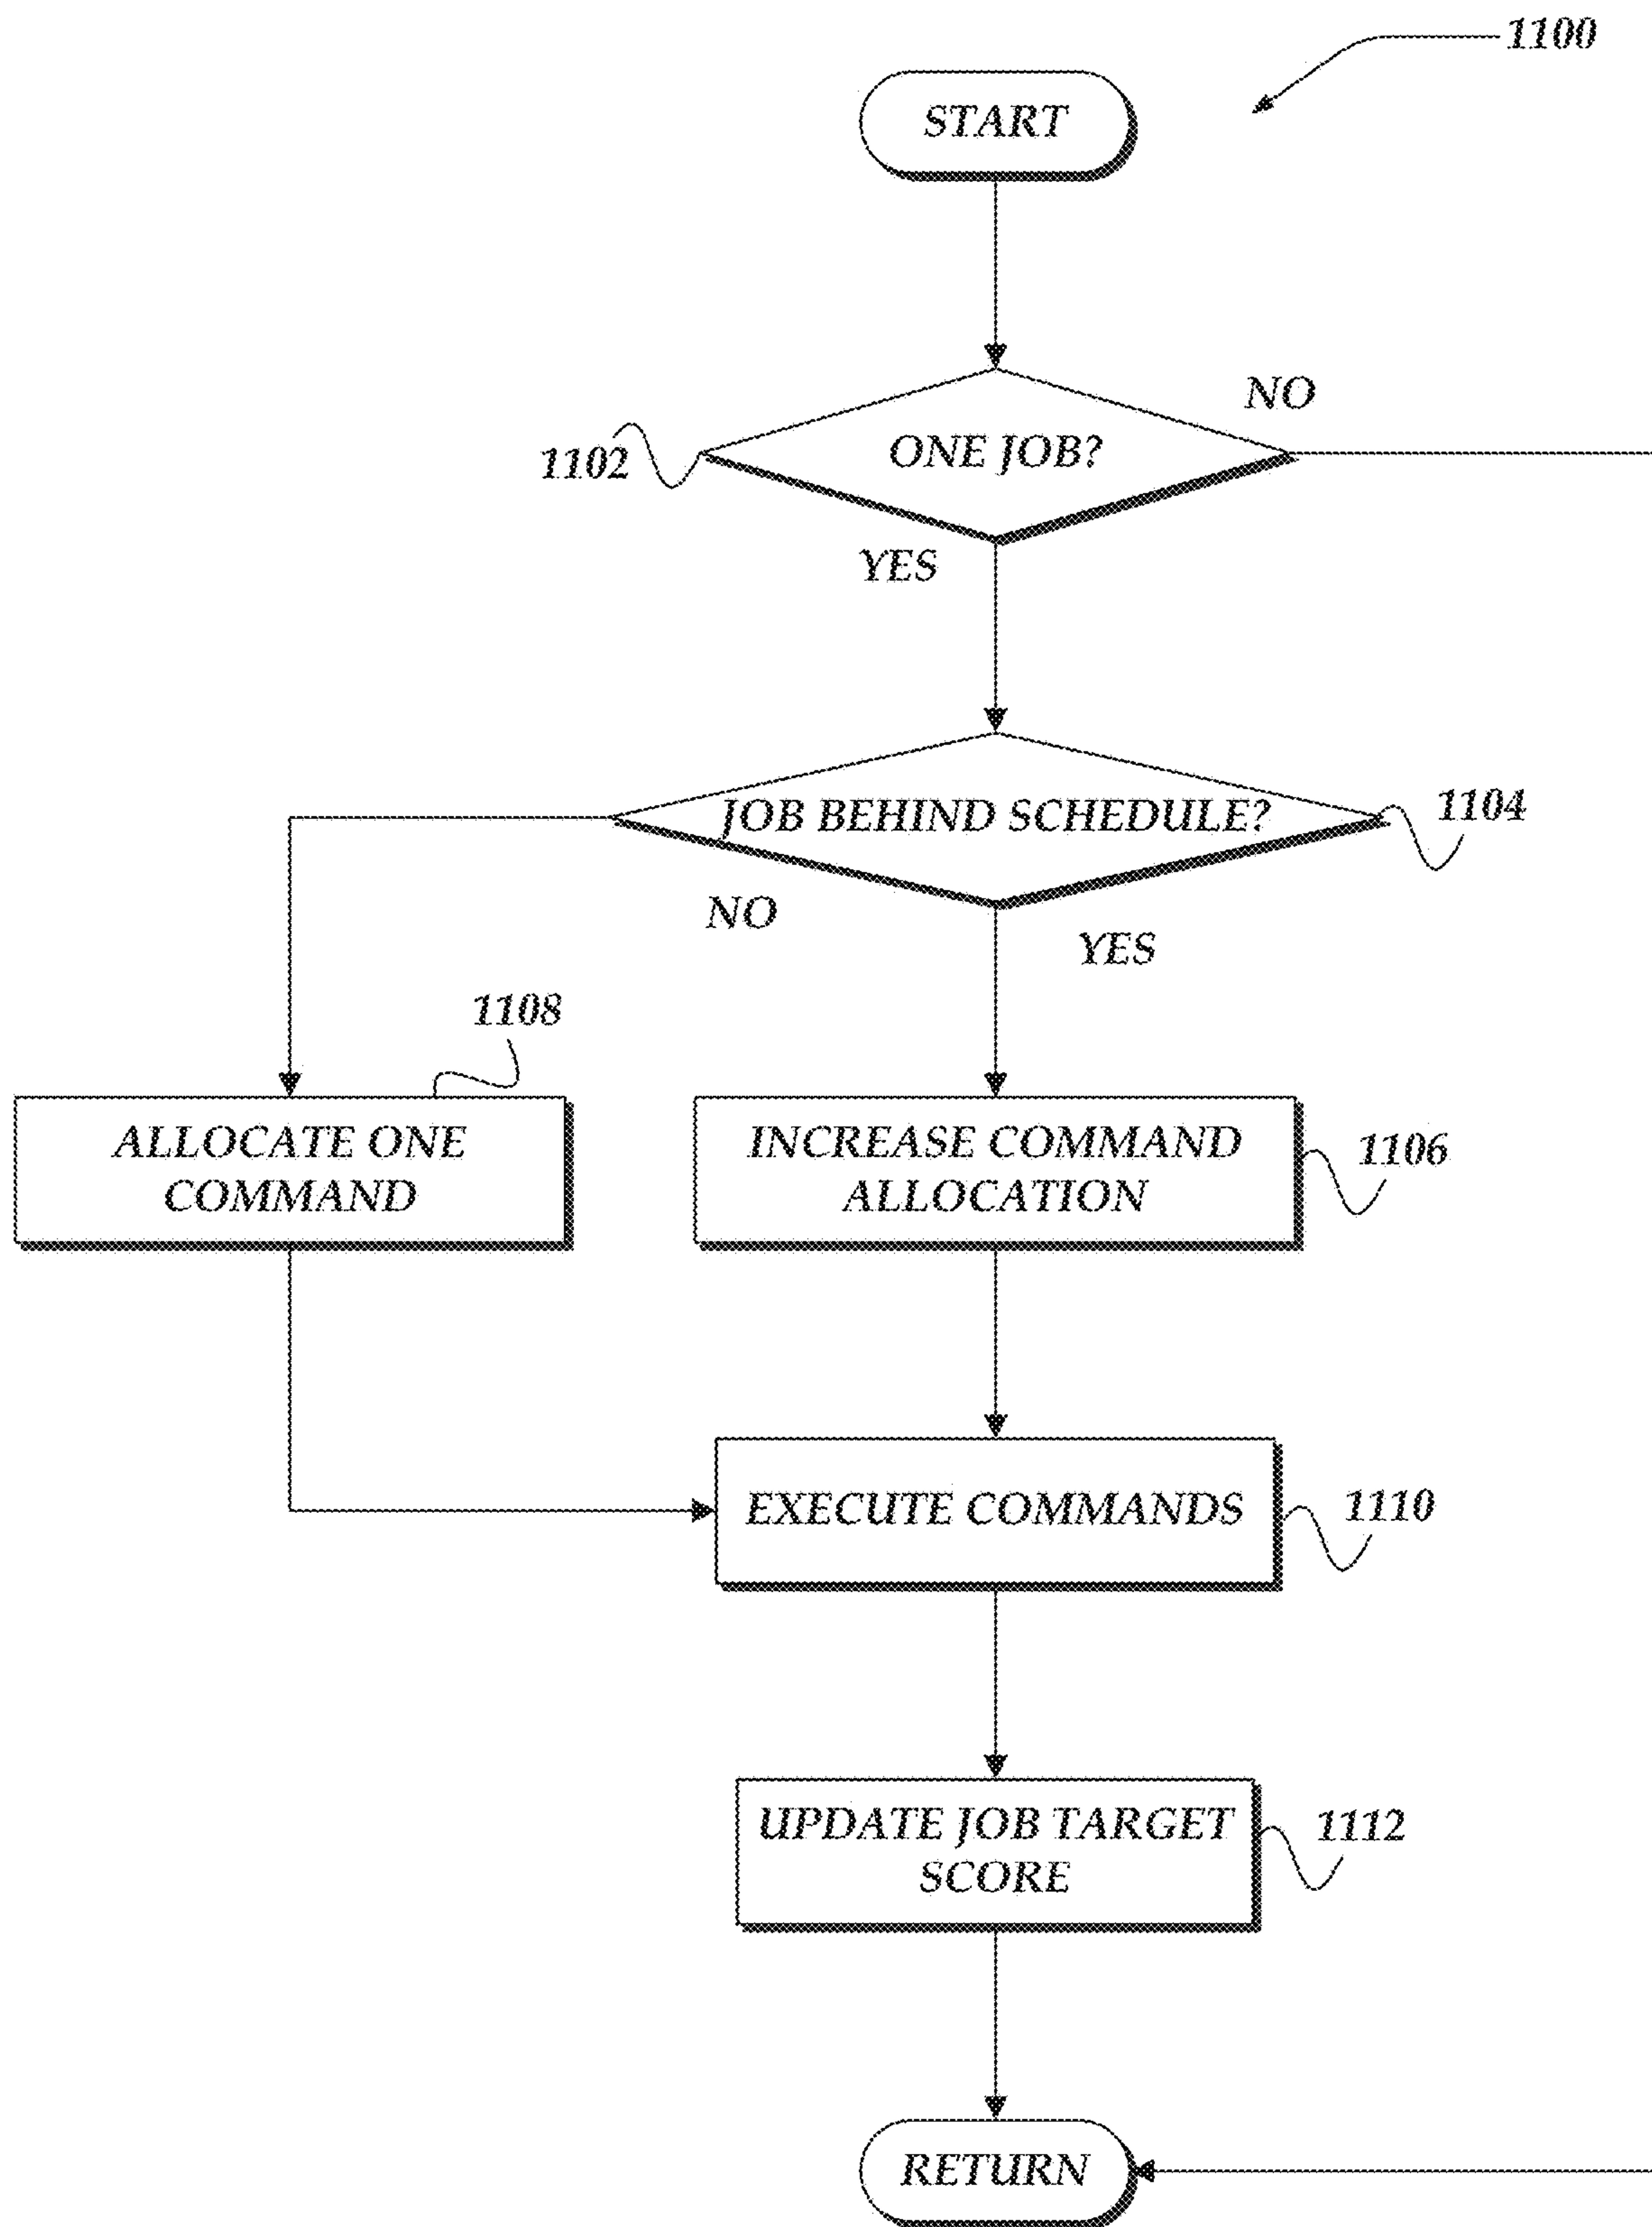 1100
START
NO
ONE JOB?
1102
YES
JOB BEHIND SCHEDULE?
1104
NO
YES
1108
ALLOCATE ONE
COMMAND
INCREASE COMMAND
ALLOCATION
1106
EXECUTE COMMANDS
1110
UPDATE JOB TARGET
SCORE
1112
RETURN